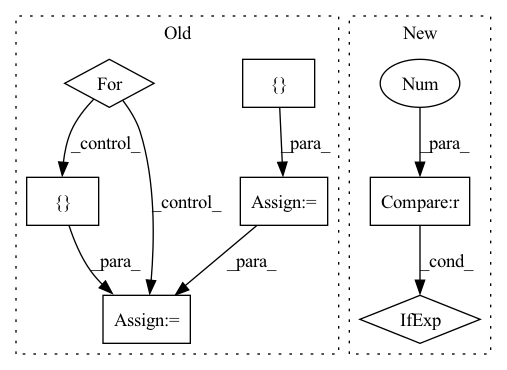 Old
New
For
{}
Num
_control_
_para_
_para_
{}
_control_
Assign:=
Compare:r
_para_
_para_
_cond_
Assign:=
IfExp